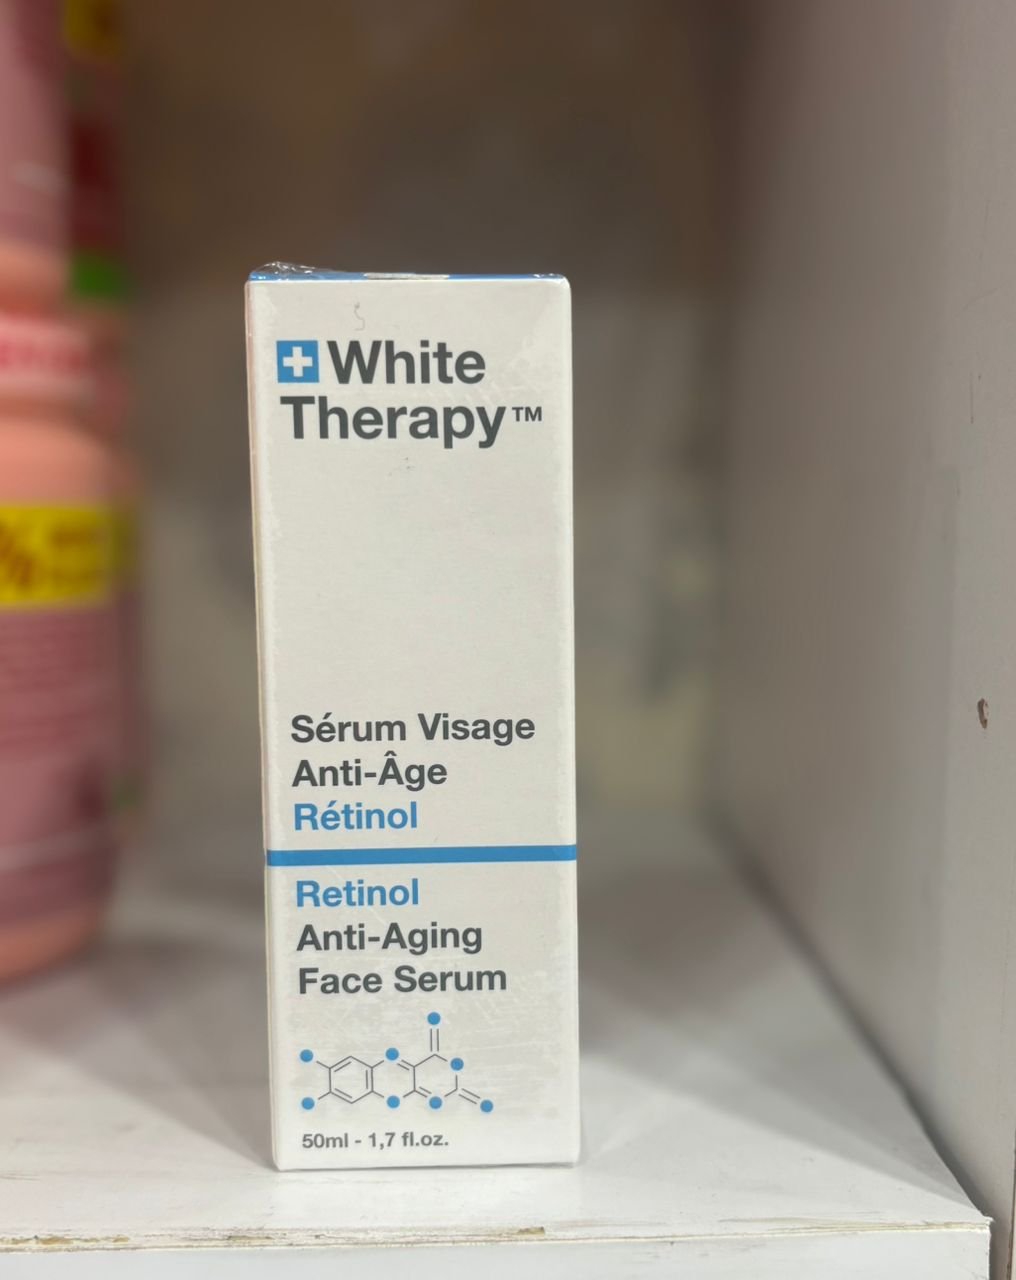 White
Therapy™
Sérum Visage
Anti-Âge
Rétinol
Retinol
Anti-Aging
Face Serum
50ml - 1,7 fl.oz.